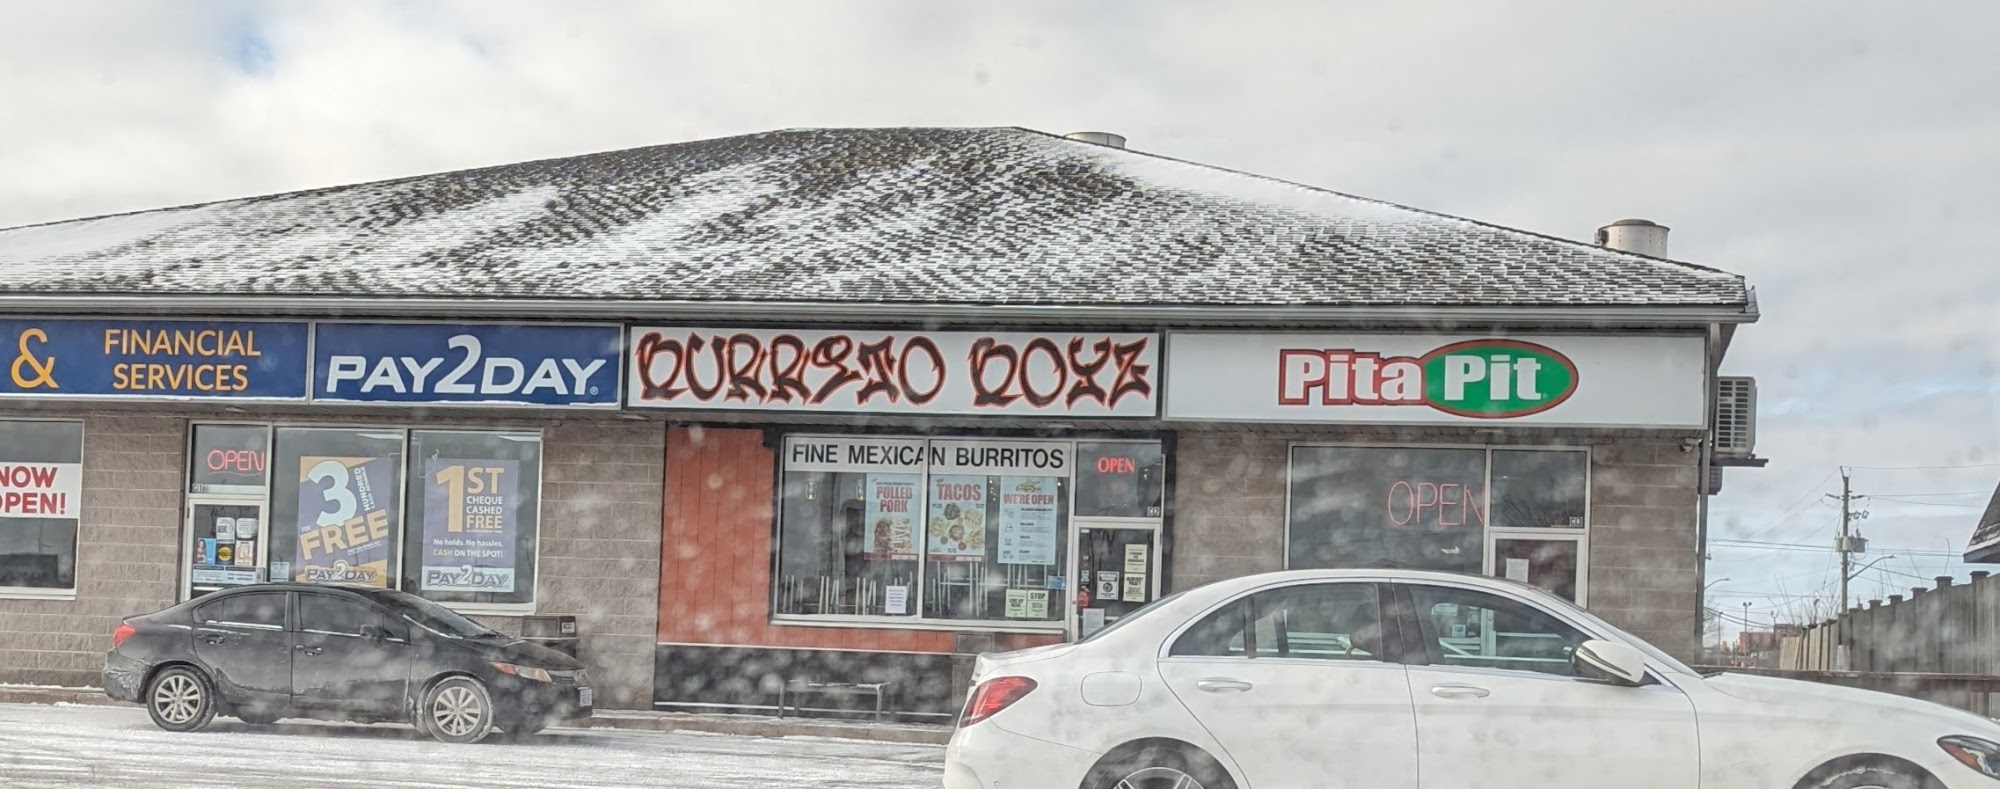 &
FINANCIAL
SERVICES
PAY2DAY®
BURRITO BOYZ
Pita Pit
NOW
OPEN!
OPEN
3
HUNDRED
FREE
PAY2DAY
1ST
CHEQUE
CASHED
FREE
No holds. No hassles.
CASH ON THE SPOT!
PAY2DAY
FINE MEXICAN BURRITOS
PULLED
PORK
TACOS
WE'RE OPEN
OPEN
STOP
OPEN